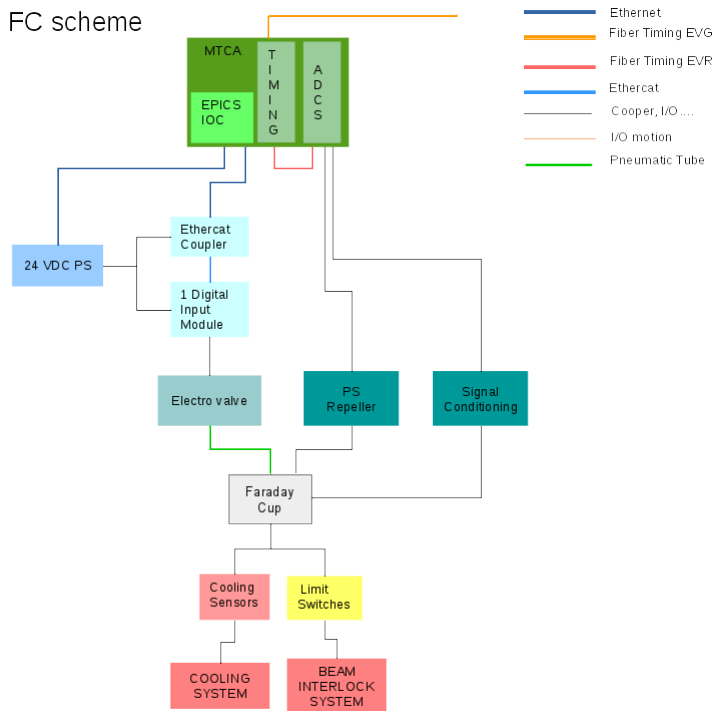 FC scheme
Ethernet
Fiber Timing EVG
Fiber Timing EVR
Ethercat
Cooper, I/O ....
I/O motion
Pneumatic Tube
MTCA
TIMING
ADCS
EPICS
IOC
Ethercat
Coupler
24 VDC PS
1 Digital
Input
Module
Electro valve
PS
Repeller
Signal
Conditioning
Faraday
Cup
Cooling
Sensors
Limit
Switches
COOLING
SYSTEM
BEAM
INTERLOCK
SYSTEM